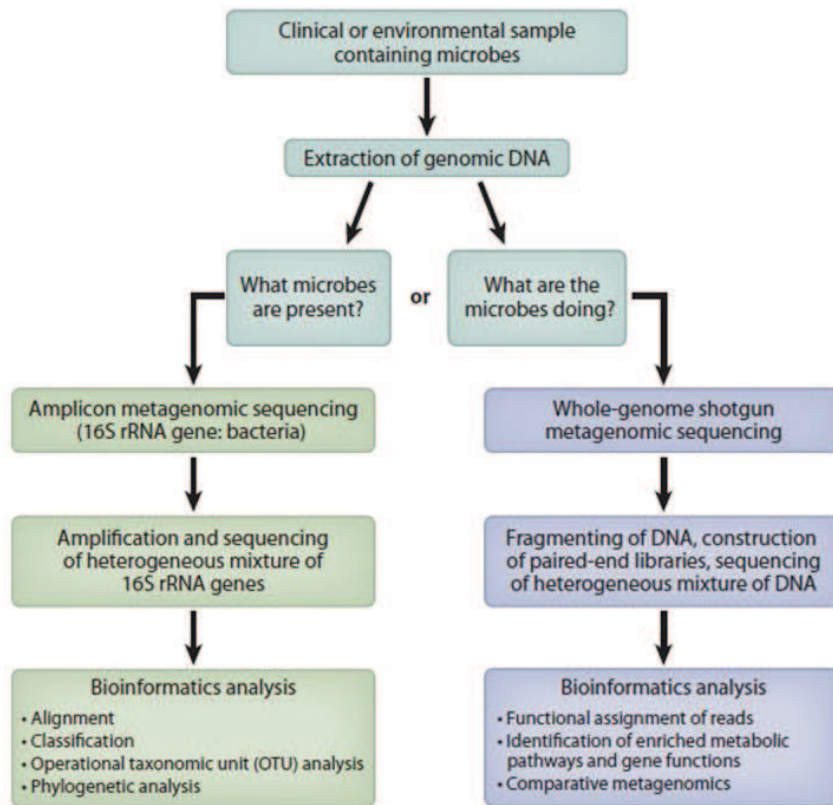 Clinical or environmental sample
containing microbes
Extraction of genomic DNA
What microbes
are present?
or
What are the
microbes doing?
Amplicon metagenomic sequencing
(16S rRNA gene: bacteria)
Whole-genome shotgun
metagenomic sequencing
Amplification and sequencing
of heterogeneous mixture of
16S rRNA genes
Fragmenting of DNA, construction
of paired-end libraries, sequencing
of heterogeneous mixture of DNA
Bioinformatics analysis
• Alignment
• Classification
• Operational taxonomic unit (OTU) analysis
• Phylogenetic analysis
Bioinformatics analysis
• Functional assignment of reads
• Identification of enriched metabolic
pathways and gene functions
• Comparative metagenomics